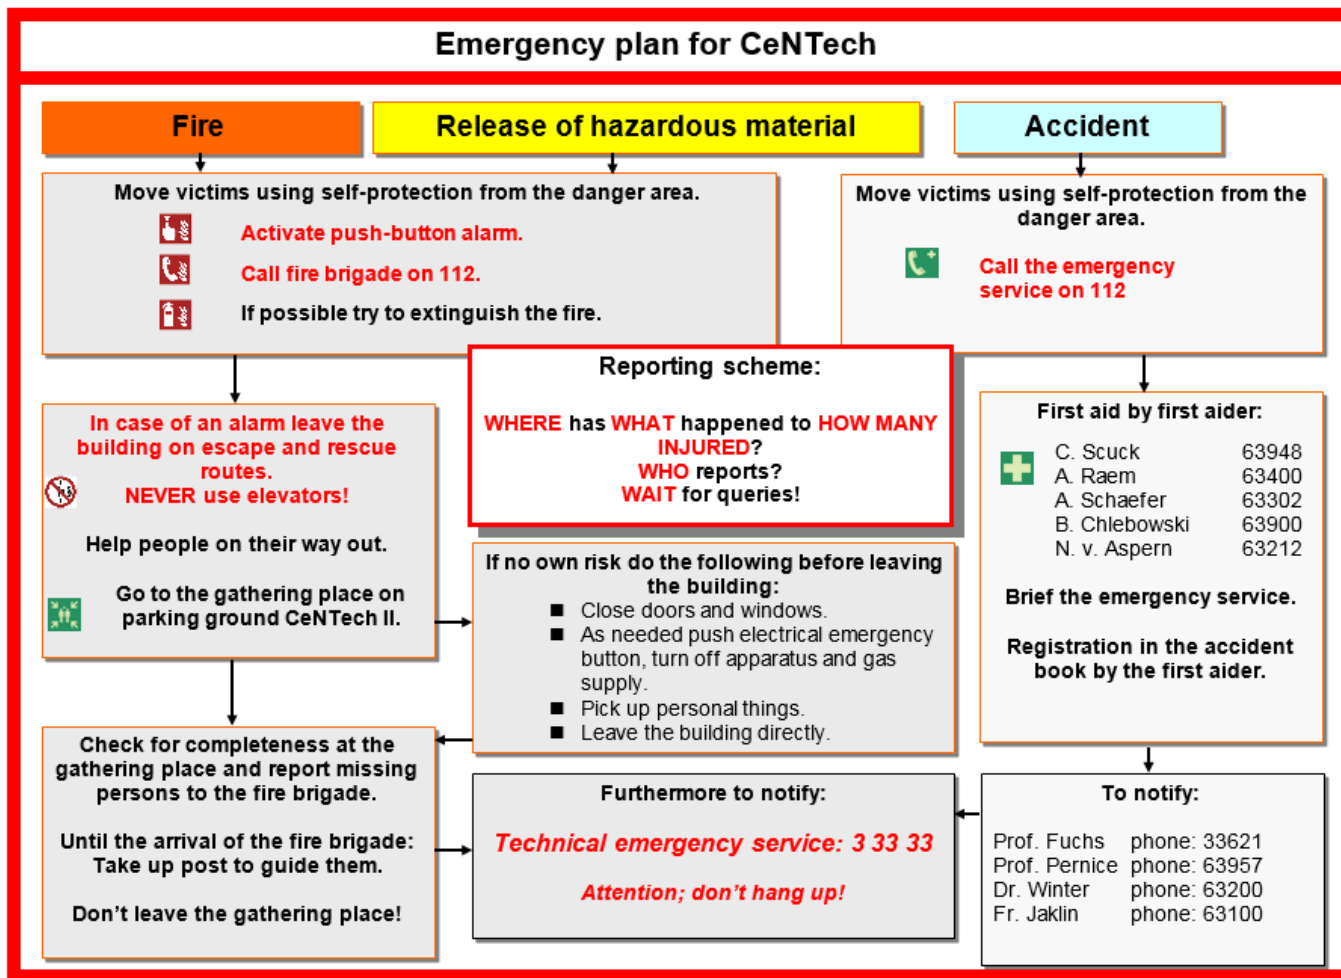 Emergency plan for CeNTech
Fire
Release of hazardous material
Accident
Move victims using self-protection from the danger area.
Activate push-button alarm.
Call fire brigade on 112.
If possible try to extinguish the fire.
Move victims using self-protection from the
danger area.
Call the emergency
service on 112
Reporting scheme:
WHERE has WHAT happened to HOW MANY
INJURED?
WHO reports?
WAIT for queries!
In case of an alarm leave the
building on escape and rescue
routes.
NEVER use elevators!
Help people on their way out.
Go to the gathering place on
parking ground CeNTech II.
If no own risk do the following before leaving
the building:
■ Close doors and windows.
■ As needed push electrical emergency
button, turn off apparatus and gas
supply.
■ Pick up personal things.
■ Leave the building directly.
First aid by first aider:
C. Scuck 63948
A. Raem 63400
A. Schaefer 63302
B. Chlebowski 63900
N. v. Aspern 63212
Brief the emergency service.
Registration in the accident
book by the first aider.
Check for completeness at the
gathering place and report missing
persons to the fire brigade.
Until the arrival of the fire brigade:
Take up post to guide them.
Don't leave the gathering place!
Furthermore to notify:
Technical emergency service: 3 33 33
Attention; don't hang up!
To notify:
Prof. Fuchs phone: 33621
Prof. Pernice phone: 63957
Dr. Winter phone: 63200
Fr. Jaklin phone: 63100